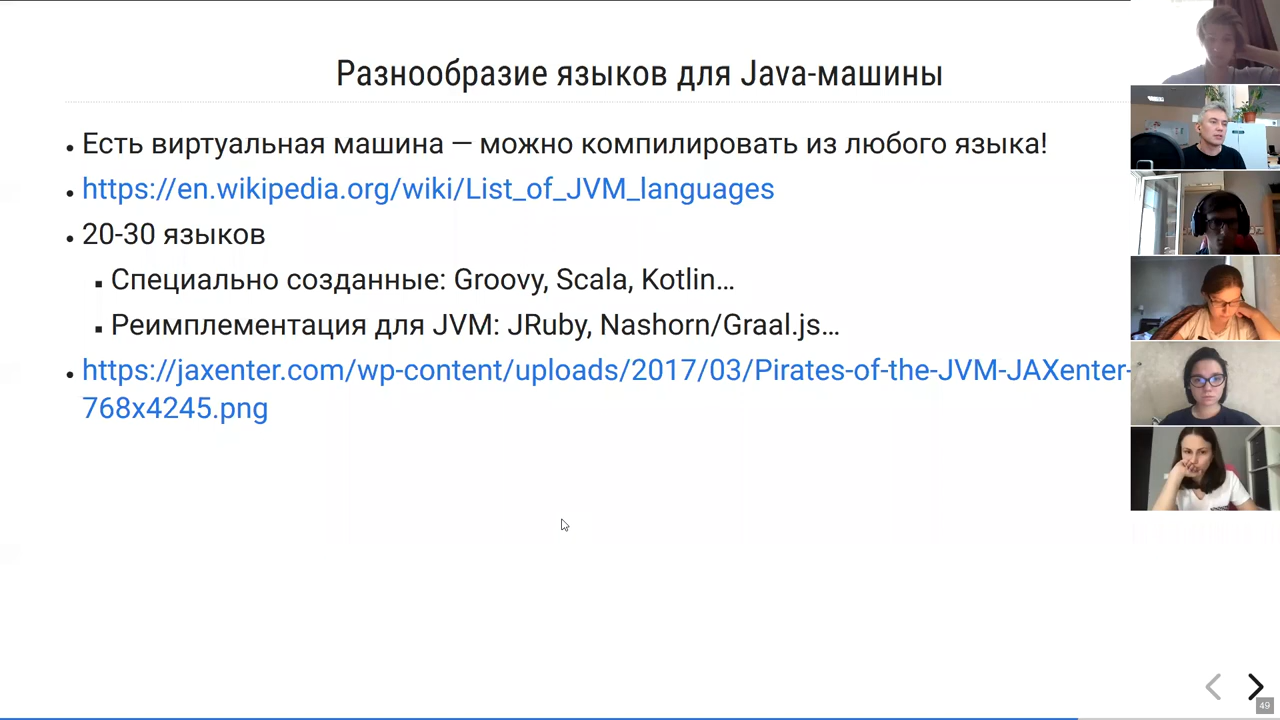 Разнообразие языков для Java-машины
Есть виртуальная машина — можно компилировать из любого языка!
https://en.wikipedia.org/wiki/List_of_JVM_languages
20-30 языков
Специально созданные: Groovy, Scala, Kotlin…
Реимплементация для JVM: JRuby, Nashorn/Graal.js…
https://jaxenter.com/wp-content/uploads/2017/03/Pirates-of-the-JVM-JAXenter-
768x4245.png
49